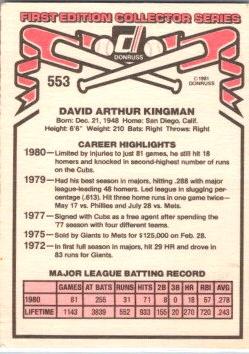 FIRST EDITION COLLECTOR SERIES
DONRUSS
553
© 1981
DONRUSS
DAVID ARTHUR KINGMAN
Born: Dec. 21, 1948 Home: San Diego, Calif.
Height: 6'6" Weight: 210 Bats: Right Throws: Right
CAREER HIGHLIGHTS
1980—Limited by injuries to just 81 games, he still hit 18
homers and knocked in second-highest number of
runs on the Cubs.
1979—Had his best season in majors, hitting .288 with major
league-leading 48 homers. Led league in slugging per-
centage (.613). Hit three home runs in one game twice—
May 17 vs. Phillies and July 28 vs. Mets.
1977—Signed with Cubs as a free agent after spending the
77 season with four different teams.
1975—Sold by Giants to Mets for $125,000 on Feb. 28.
1972—In first full season in majors, hit 29 HR and drove in
83 runs for Giants.
MAJOR LEAGUE BATTING RECORD
GAMES AB RUNS HITS 2B 3B HR RBI AVG
1980 81 255 31 71 8 0 18 57 .278
LIFETIME 1143 3839 552 933 155 20 270 720 .243